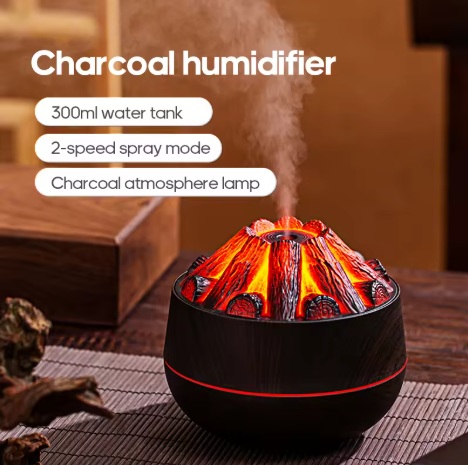 Charcoal humidifier
300ml water tank
2-speed spray mode
Charcoal atmosphere lamp